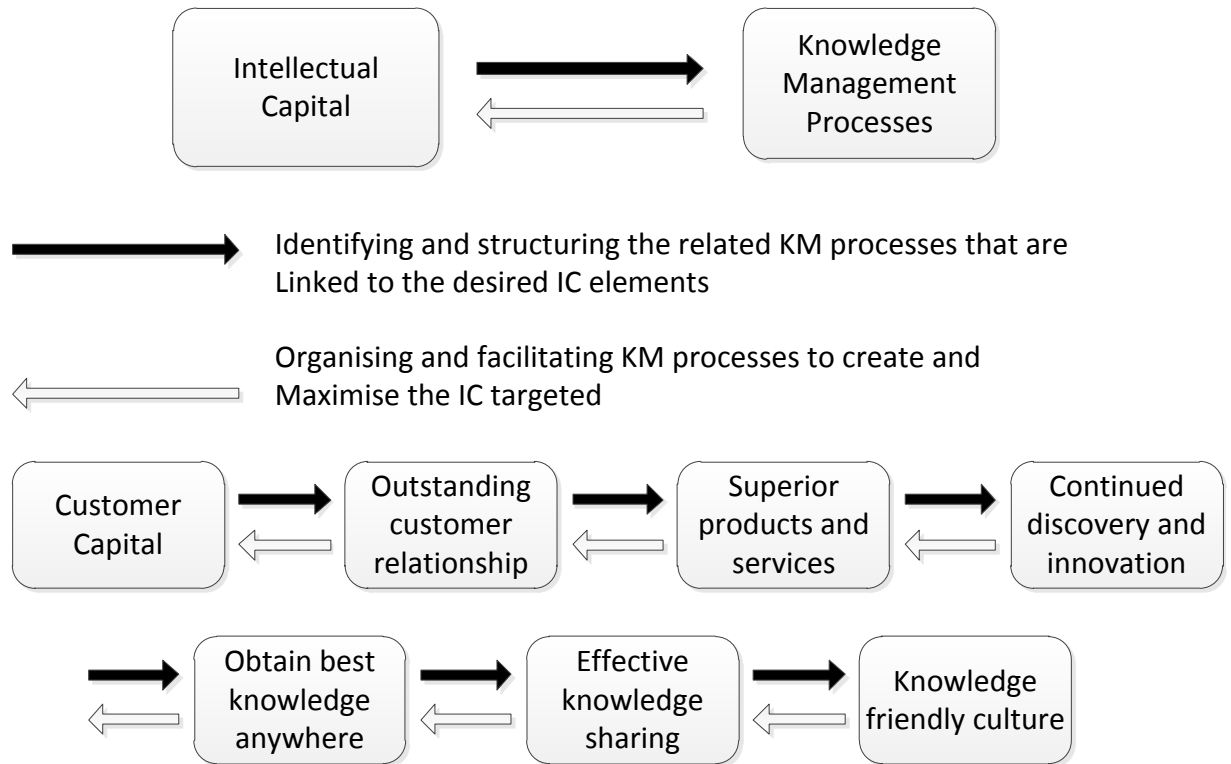 Intellectual
Capital
Knowledge
Management
Processes
Identifying and structuring the related KM processes that are
Linked to the desired IC elements
Organising and facilitating KM processes to create and
Maximise the IC targeted
Customer
Capital
Outstanding
customer
relationship
Superior
products and
services
Continued
discovery and
innovation
Obtain best
knowledge
anywhere
Effective
knowledge
sharing
Knowledge
friendly culture